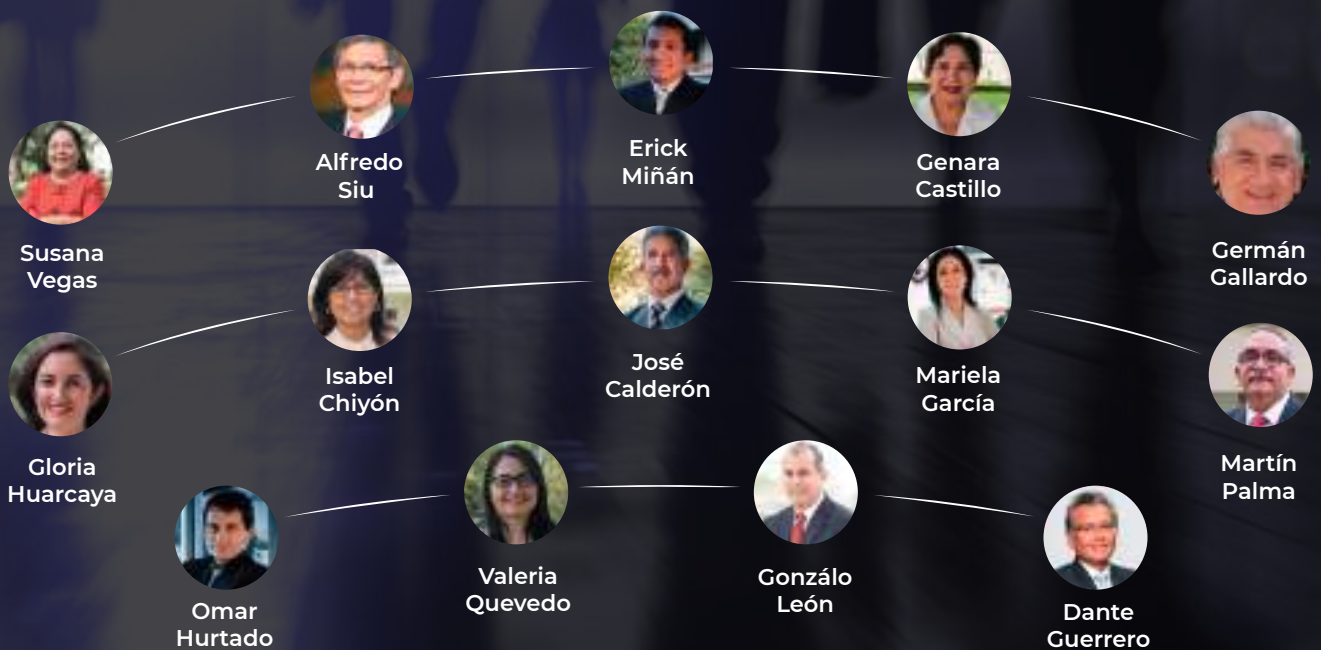 Susana
Vegas
Alfredo
Siu
Erick
Miñán
Genara
Castillo
Germán
Gallardo
Gloria
Huarcaya
Isabel
Chiyón
José
Calderón
Mariela
García
Martín
Palma
Omar
Hurtado
Valeria
Quevedo
Gonzálo
León
Dante
Guerrero